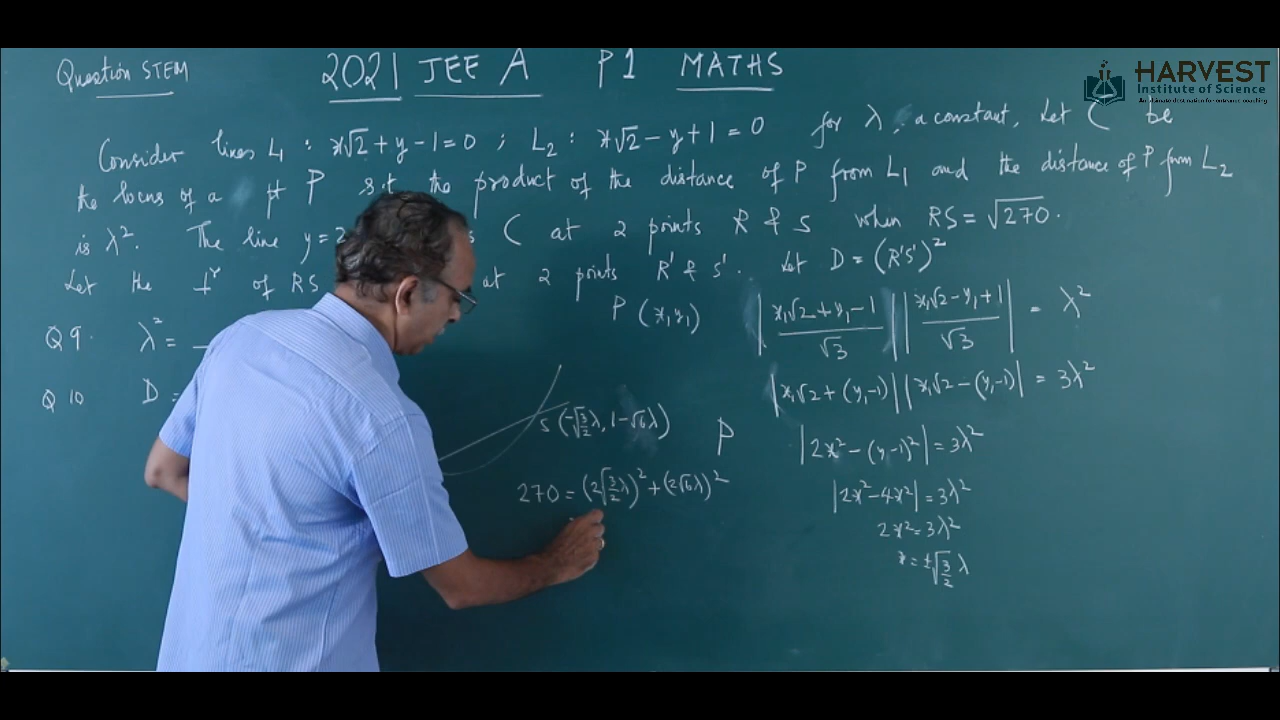 Question STEM
2021 JEE A P1 MATHS
HARVEST
Institute of Science
Consider lines L₁ : x√2 + y - 1 = 0 ; L₂ : x√2 - y + 1 = 0 for λ, a constant, Let C be
the locus of a pt P s.t. the product of the distance of P from L₁ and the distance of P from L₂
is λ². The line y = 2 C at 2 points R & S when RS = √270.
Let the ⊥ʳ of RS at 2 points R' & S'. Let D = (R'S')²
P (x₁ y₁)
|(x₁√2 + y₁ - 1)/√3| |(x₁√2 - y₁ + 1)/√3| = λ²
Q 9. λ² =
Q 10 D =
|x₁√2 + (y₁ - 1)| |x₁√2 - (y₁ - 1)| = 3λ²
S (-√(3/2) λ, 1 - √6 λ)
P
|2x² - (y - 1)²| = 3λ²
270 = (2√(3/2) λ)² + (2√6 λ)²
|2x² - 4x²| = 3λ²
2x² = 3λ²
x = ±√(3/2) λ